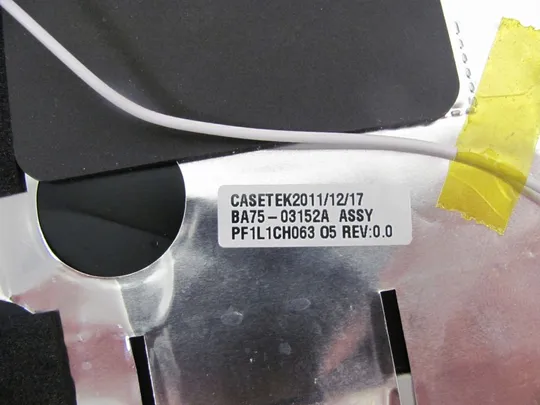 CASETEK2011/12/17
BA75-03152A ASSY
PF1L1CH063 05 REV:0.0